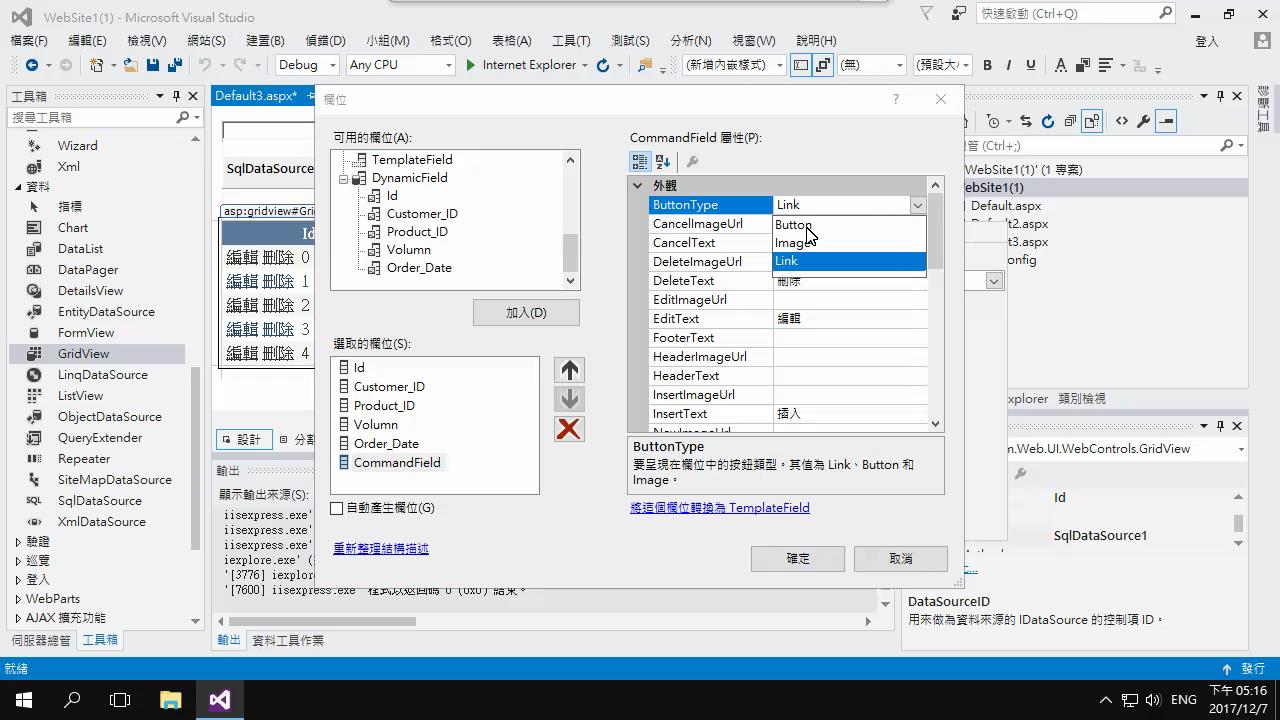 WebSite1(1) - Microsoft Visual Studio
快速啟動 (Ctrl+Q)
檔案(F)
編輯(E)
檢視(V)
網站(S)
建置(B)
偵錯(D)
小組(M)
格式(O)
表格(A)
工具(T)
測試(S)
分析(N)
視窗(W)
說明(H)
登入
Debug
Any CPU
Internet Explorer
(新增內嵌樣式)
(無)
(預設大
B I U A
工具箱
搜尋工具箱
Wizard
Xml
資料
指標
Chart
DataList
DataPager
DetailsView
EntityDataSource
FormView
GridView
LinqDataSource
ListView
ObjectDataSource
QueryExtender
Repeater
SiteMapDataSource
SqlDataSource
XmlDataSource
驗證
巡覽
登入
WebParts
AJAX 擴充功能
伺服器總管
工具箱
Default3.aspx*
SqlDataSource
asp:gridview#Gri
Id
編輯 刪除 0
編輯 刪除 1
編輯 刪除 2
編輯 刪除 3
編輯 刪除 4
設計
分割
輸出
顯示輸出來源(S):
iisexpress.exe'
iisexpress.exe'
iisexpress.exe'
iexplore.exe' (
'[3776] iexplor
輸出
資料工具作業
欄位
?
可用的欄位(A):
TemplateField
DynamicField
Id
Customer_ID
Product_ID
Volumn
Order_Date
加入(D)
選取的欄位(S):
Id
Customer_ID
Product_ID
Volumn
Order_Date
CommandField
自動產生欄位(G)
重新整理結構描述
CommandField 屬性(P):
外觀
ButtonType Link
CancelImageUrl
CancelText
DeleteImageUrl
DeleteText 刪除
EditImageUrl
EditText 編輯
FooterText
HeaderImageUrl
HeaderText
InsertImageUrl
InsertText 插入
NewImageUrl
Button
Image
Link
ButtonType
要呈現在欄位中的按鈕類型。其值為 Link、Button 和
Image。
將這個欄位轉換為 TemplateField
確定
取消
管 (Ctrl+;)
WebSite1(1)' (1 專案)
ebSite1(1)
Default.aspx
Default2.aspx
t3.aspx
onfig
xplorer
類別檢視
m.Web.UI.WebControls.GridView
Id
SqlDataSource1
DataSourceID
用來做為資料來源的 IDataSource 的控制項 ID。
就緒
發行
ENG
下午 05:16
2017/12/7